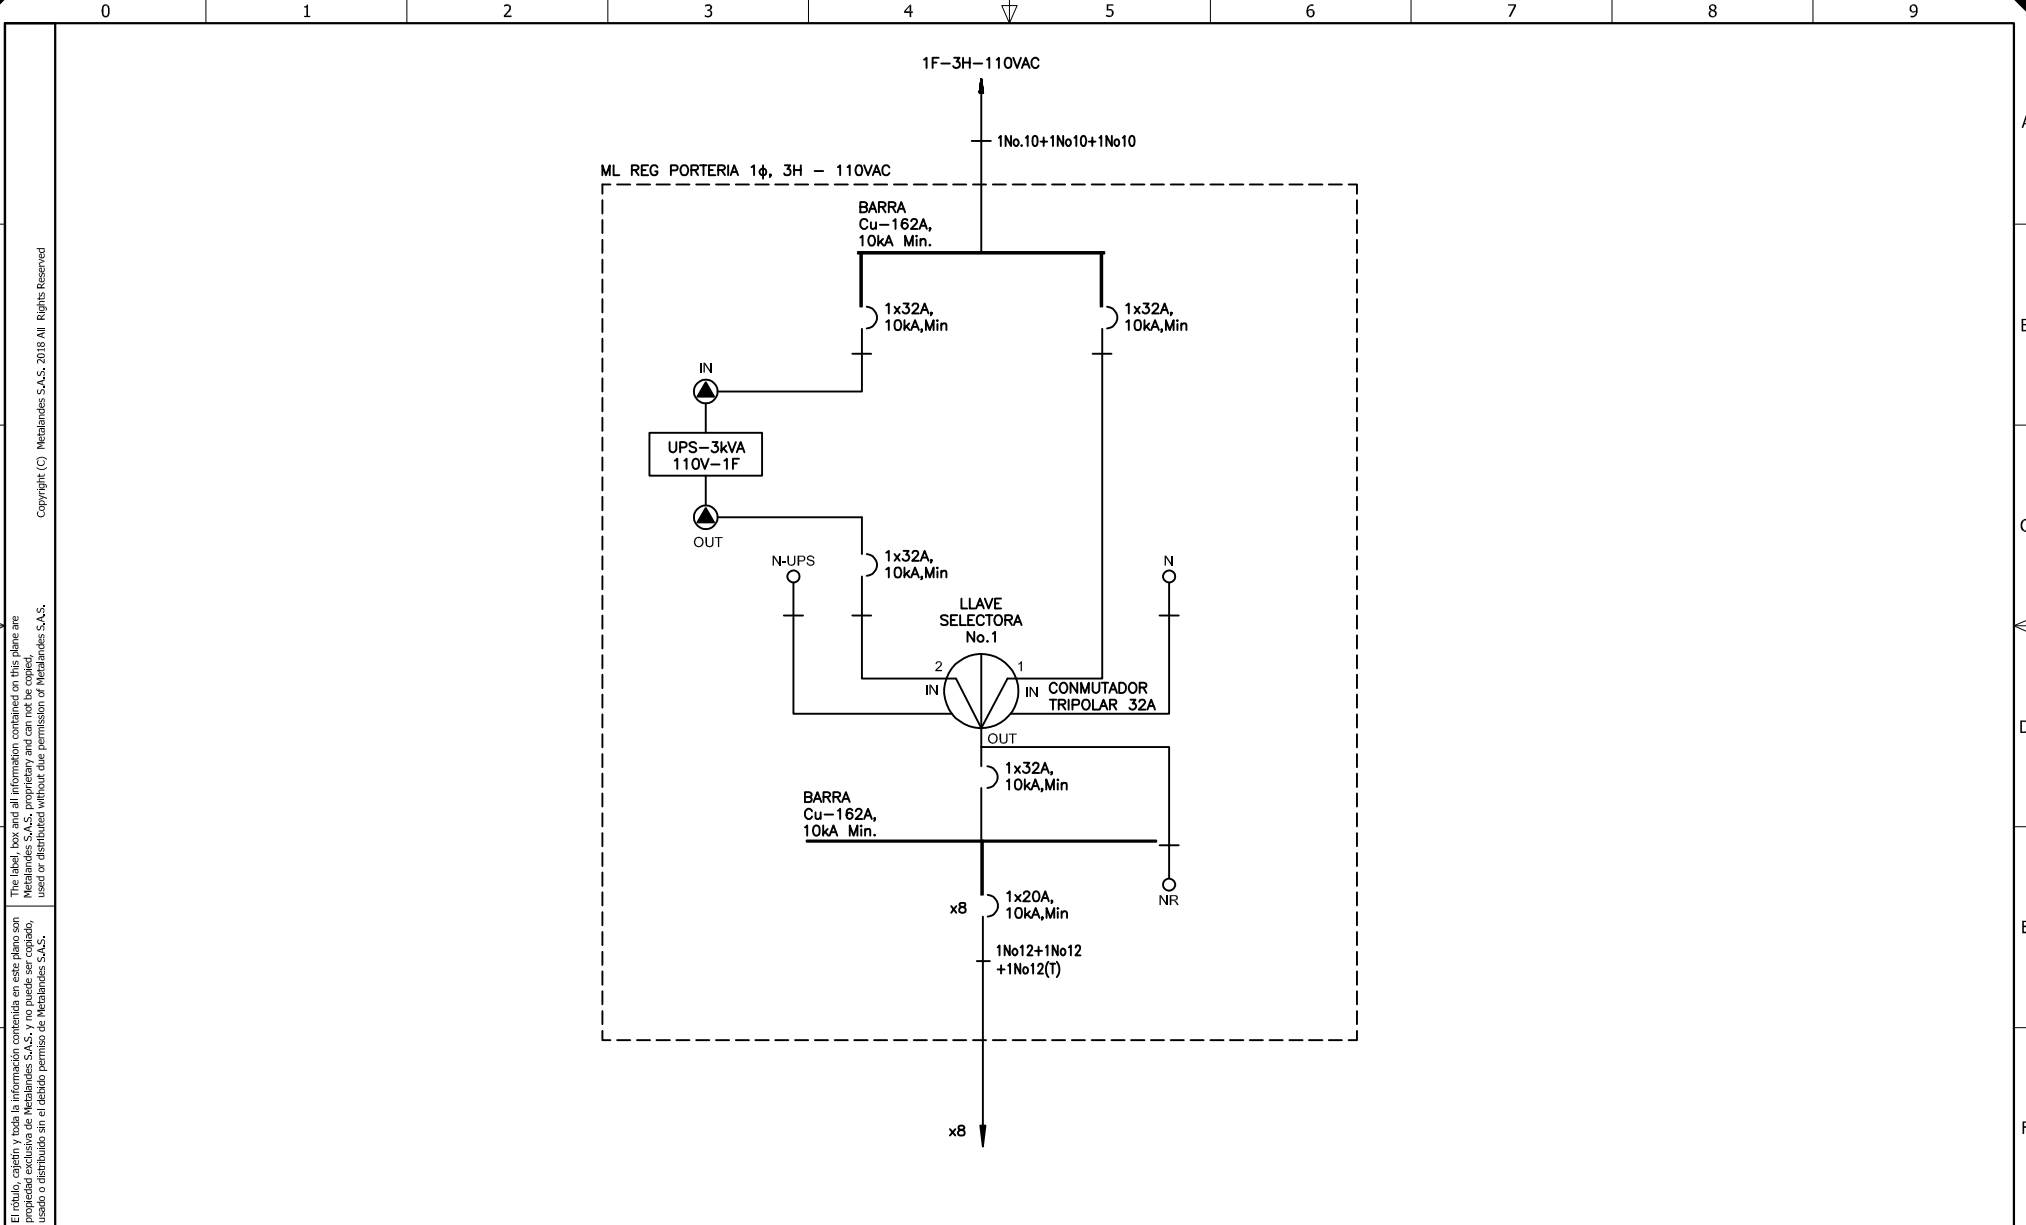 0 1 2 3 4 5 6 7 8 9
1F-3H-110VAC
1No.10+1No10+1No10
ML REG PORTERIA 1ϕ, 3H - 110VAC
BARRA
Cu-162A,
10kA Min.
1x32A,
10kA,Min
1x32A,
10kA,Min
IN
UPS-3kVA
110V-1F
OUT
N-UPS
1x32A,
10kA,Min
N
LLAVE
SELECTORA
No.1
2
1
IN
IN
CONMUTADOR
TRIPOLAR 32A
OUT
1x32A,
10kA,Min
BARRA
Cu-162A,
10kA Min.
NR
x8
1x20A,
10kA,Min
1No12+1No12
+1No12(T)
x8
Copyright (C) Metalandes S.A.S. 2018 All Rights Reserved
The label, box and all information contained on this plane are
Metalandes S.A.S. proprietary and can not be copied,
used or distributed without due permission of Metalandes S.A.S.
El rótulo, cajetín y toda la información contenida en este plano son
propiedad exclusiva de Metalandes S.A.S. y no puede ser copiado,
usado o distribuido sin el debido permiso de Metalandes S.A.S.